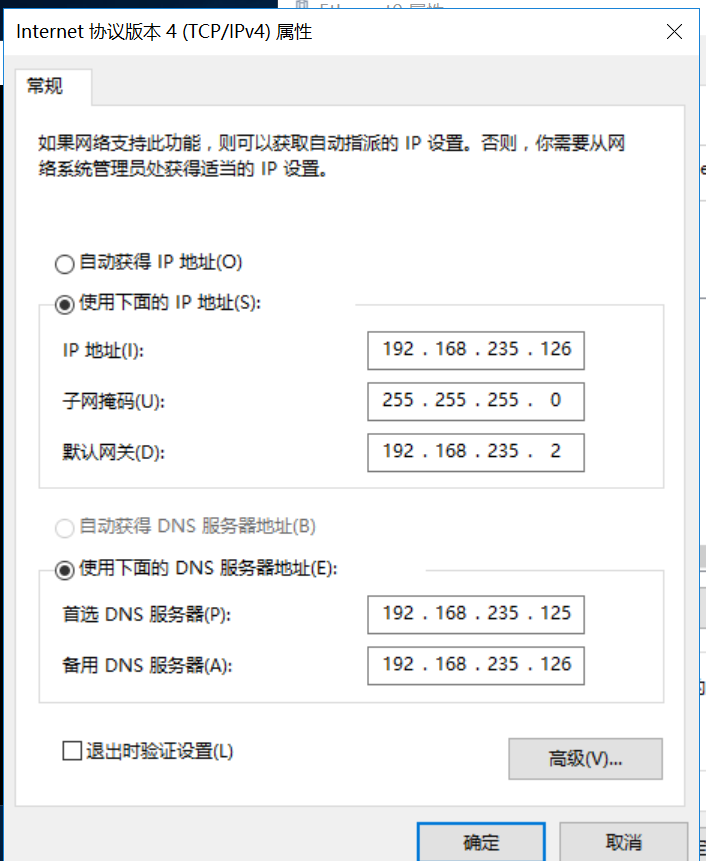 Internet 协议版本 4 (TCP/IPv4) 属性
常规
如果网络支持此功能，则可以获取自动指派的 IP 设置。否则，你需要从网
络系统管理员处获得适当的 IP 设置。
自动获得 IP 地址(O)
使用下面的 IP 地址(S):
IP 地址(I): 192 . 168 . 235 . 126
子网掩码(U): 255 . 255 . 255 . 0
默认网关(D): 192 . 168 . 235 . 2
自动获得 DNS 服务器地址(B)
使用下面的 DNS 服务器地址(E):
首选 DNS 服务器(P): 192 . 168 . 235 . 125
备用 DNS 服务器(A): 192 . 168 . 235 . 126
退出时验证设置(L)
高级(V)...
确定 取消